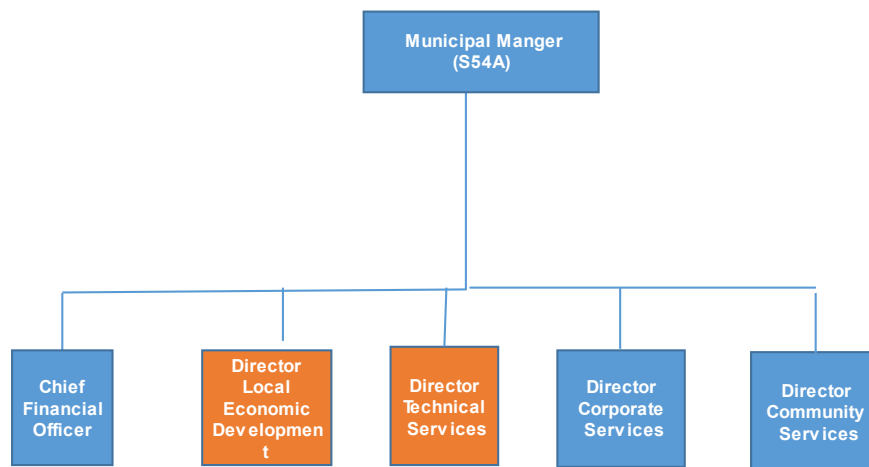 Municipal Manger
(S54A)
Chief
Financial
Officer
Director
Local
Economic
Developmen
t
Director
Technical
Services
Director
Corporate
Services
Director
Community
Services